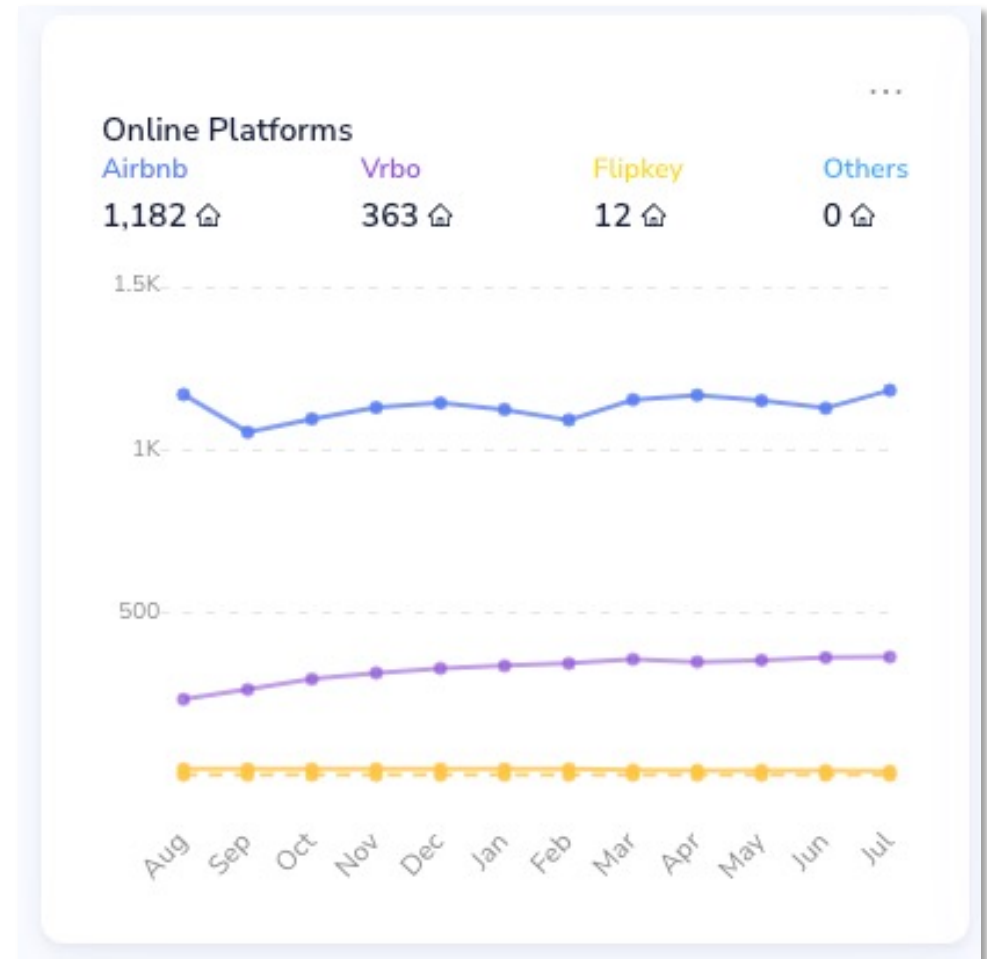 ...
Online Platforms
Airbnb Vrbo Flipkey Others
1,182 363 12 0
1.5K
1K
500
Aug Sep Oct Nov Dec Jan Feb Mar Apr May Jun Jul